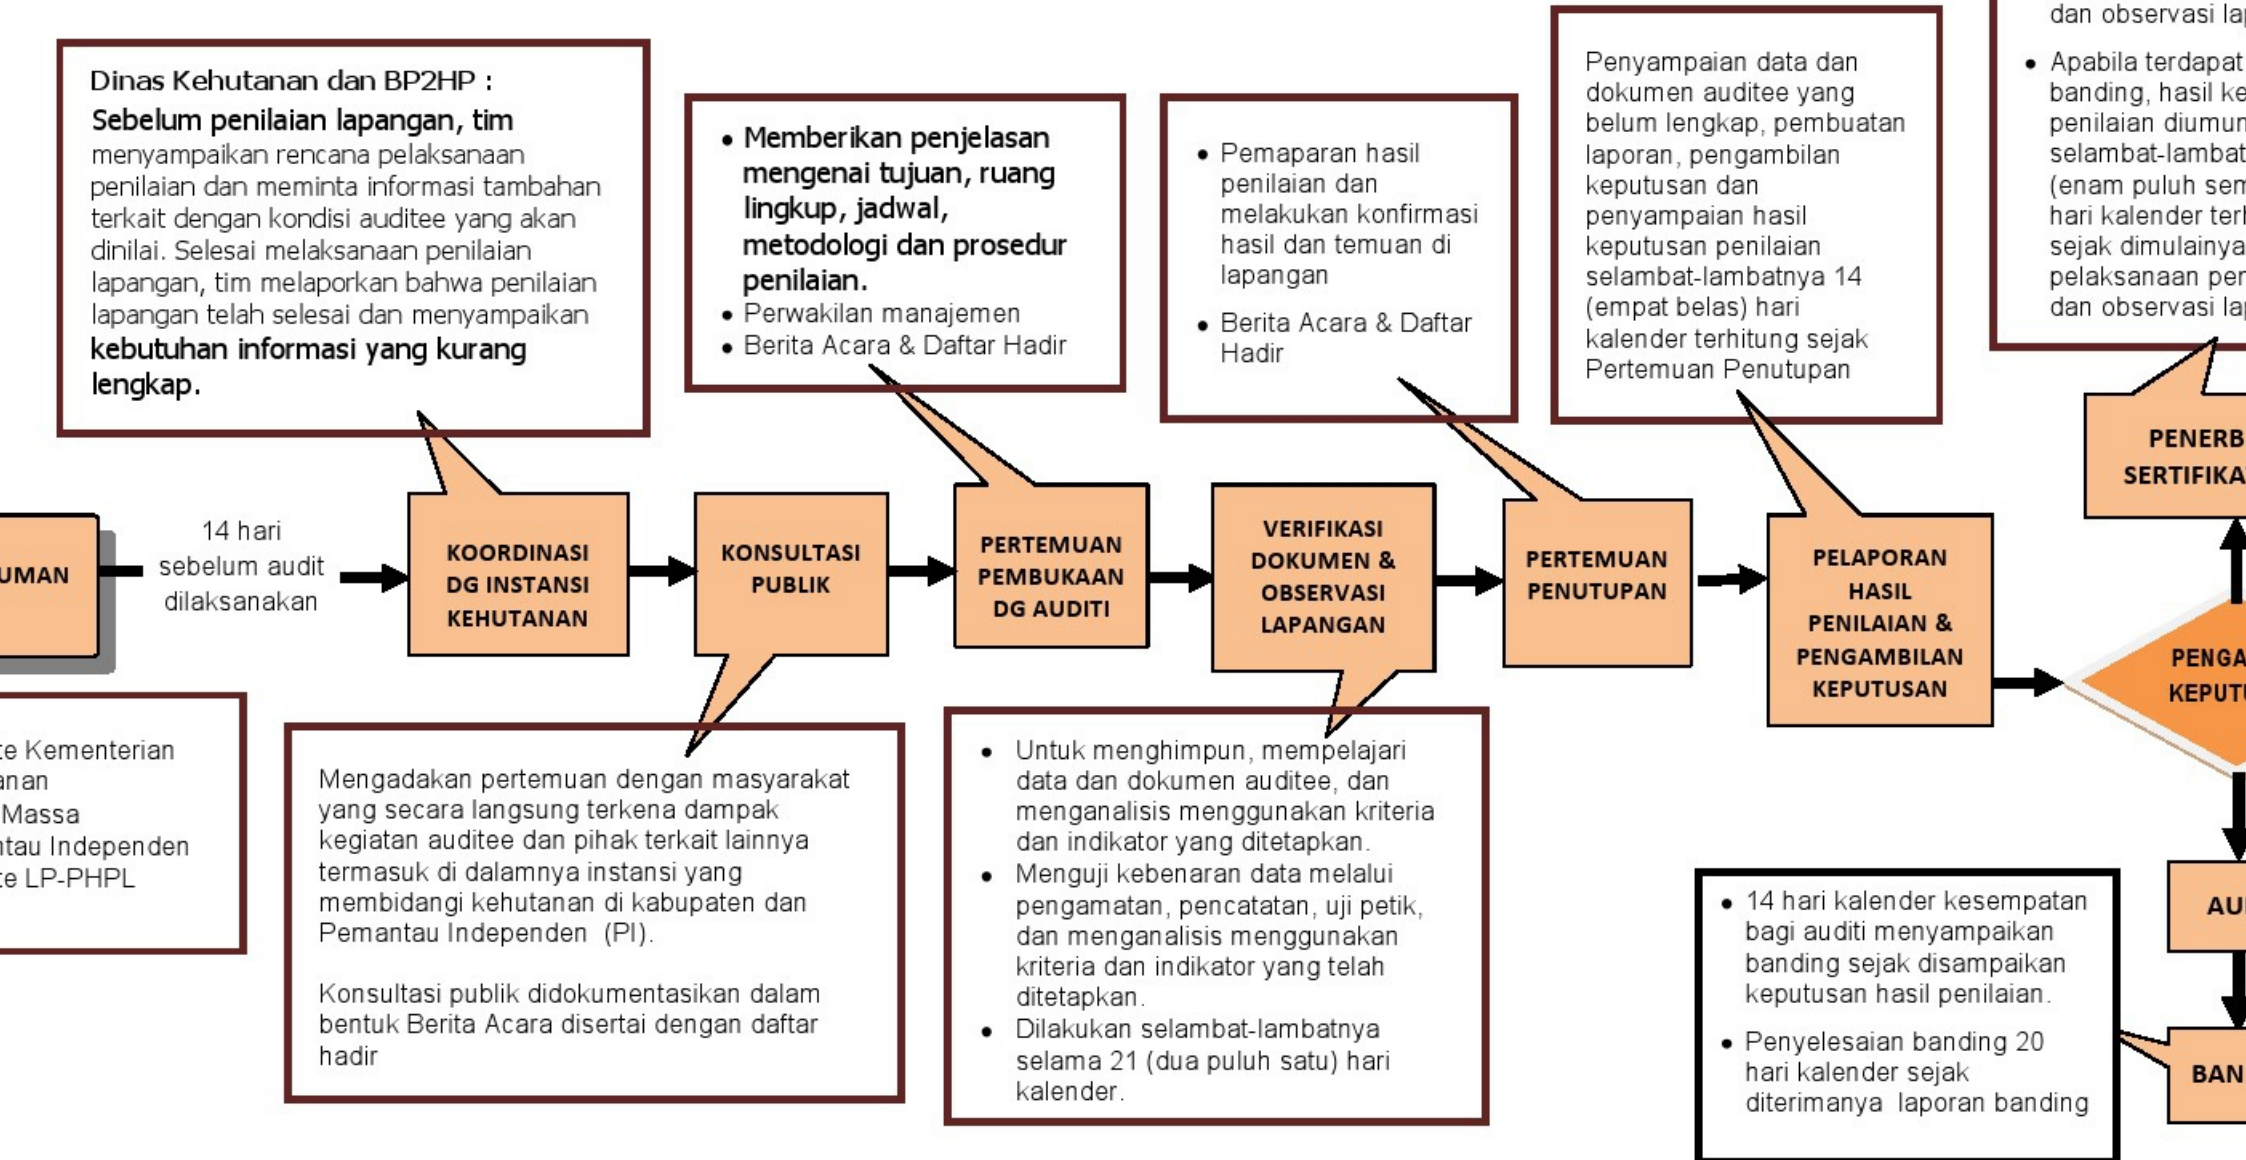 Dinas Kehutanan dan BP2HP :
Sebelum penilaian lapangan, tim
menyampaikan rencana pelaksanaan
penilaian dan meminta informasi tambahan
terkait dengan kondisi auditee yang akan
dinilai. Selesai melaksanaan penilaian
lapangan, tim melaporkan bahwa penilaian
lapangan telah selesai dan menyampaikan
kebutuhan informasi yang kurang
lengkap.
• Memberikan penjelasan
mengenai tujuan, ruang
lingkup, jadwal,
metodologi dan prosedur
penilaian.
• Perwakilan manajemen
• Berita Acara & Daftar Hadir
• Pemaparan hasil
penilaian dan
melakukan konfirmasi
hasil dan temuan di
lapangan
• Berita Acara & Daftar
Hadir
Penyampaian data dan
dokumen auditee yang
belum lengkap, pembuatan
laporan, pengambilan
keputusan dan
penyampaian hasil
keputusan penilaian
selambat-lambatnya 14
(empat belas) hari
kalender terhitung sejak
Pertemuan Penutupan
dan observasi
• Apabila terdapat
banding, hasil
penilaian
selambat-lambat
(enam puluh
hari kalender
sejak dimulainya
pelaksanaan
dan observasi
UMAN
14 hari
sebelum audit
dilaksanakan
KOORDINASI
DG INSTANSI
KEHUTANAN
KONSULTASI
PUBLIK
PERTEMUAN
PEMBUKAAN
DG AUDITI
VERIFIKASI
DOKUMEN &
OBSERVASI
LAPANGAN
PERTEMUAN
PENUTUPAN
PELAPORAN
HASIL
PENILAIAN &
PENGAMBILAN
KEPUTUSAN
PENERB
SERTIFIKA
PENGA
KEPUT
Kementerian
anan
Massa
Independen
LP-PHPL
Mengadakan pertemuan dengan masyarakat
yang secara langsung terkena dampak
kegiatan auditee dan pihak terkait lainnya
termasuk di dalamnya instansi yang
membidangi kehutanan di kabupaten dan
Pemantau Independen (PI).
Konsultasi publik didokumentasikan dalam
bentuk Berita Acara disertai dengan daftar
hadir
• Untuk menghimpun, mempelajari
data dan dokumen auditee, dan
menganalisis menggunakan kriteria
dan indikator yang ditetapkan.
• Menguji kebenaran data melalui
pengamatan, pencatatan, uji petik,
dan menganalisis menggunakan
kriteria dan indikator yang telah
ditetapkan.
• Dilakukan selambat-lambatnya
selama 21 (dua puluh satu) hari
kalender.
• 14 hari kalender kesempatan
bagi auditi menyampaikan
banding sejak disampaikan
keputusan hasil penilaian.
• Penyelesaian banding 20
hari kalender sejak
diterimanya laporan banding
AU
BAN